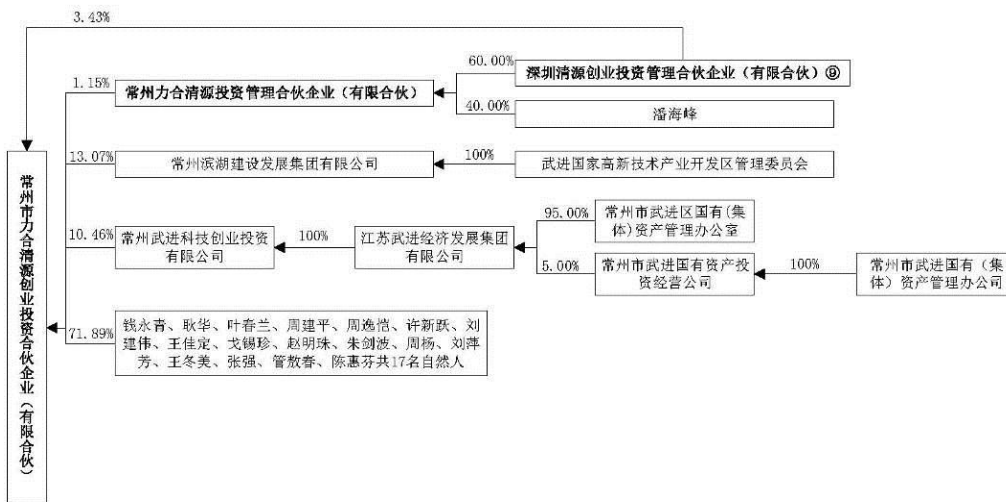 3.43%
60.00%
深圳清源创业投资管理合伙企业（有限合伙）⑨
1.15%
常州力合清源投资管理合伙企业（有限合伙）
40.00%
潘海峰
13.07%
常州滨湖建设发展集团有限公司
100%
武进国家高新技术产业开发区管理委员会
常州市力合清源创业投资合伙企业（有限合伙）
95.00%
常州市武进区国有(集
体)资产管理办公室
10.46%
常州武进科技创业投资
有限公司
100%
江苏武进经济发展集团
有限公司
5.00%
常州市武进国有资产投
资经营公司
100%
常州市武进国有（集
体）资产管理办公司
71.89%
钱永青、耿华、叶春兰、周建平、周逸恺、许新跃、刘
建伟、王佳定、戈锡珍、赵明珠、朱剑波、周杨、刘萍
芳、王冬美、张强、管敖春、陈惠芬共17名自然人